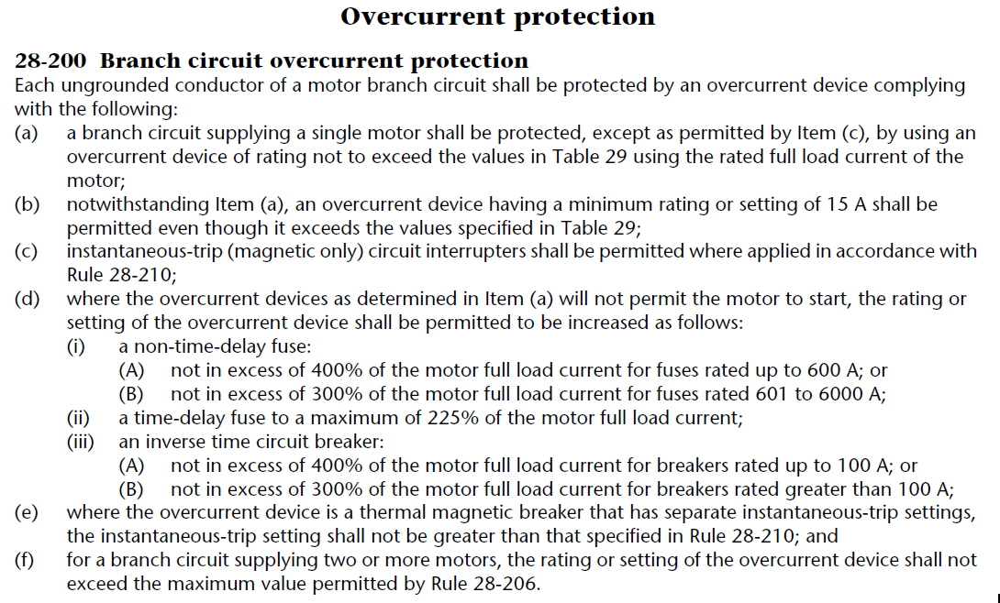 Overcurrent protection
28-200 Branch circuit overcurrent protection
Each ungrounded conductor of a motor branch circuit shall be protected by an overcurrent device complying
with the following:
(a) a branch circuit supplying a single motor shall be protected, except as permitted by Item (c), by using an
overcurrent device of rating not to exceed the values in Table 29 using the rated full load current of the
motor;
(b) notwithstanding Item (a), an overcurrent device having a minimum rating or setting of 15 A shall be
permitted even though it exceeds the values specified in Table 29;
(c) instantaneous-trip (magnetic only) circuit interrupters shall be permitted where applied in accordance with
Rule 28-210;
(d) where the overcurrent devices as determined in Item (a) will not permit the motor to start, the rating or
setting of the overcurrent device shall be permitted to be increased as follows:
(i) a non-time-delay fuse:
(A) not in excess of 400% of the motor full load current for fuses rated up to 600 A; or
(B) not in excess of 300% of the motor full load current for fuses rated 601 to 6000 A;
(ii) a time-delay fuse to a maximum of 225% of the motor full load current;
(iii) an inverse time circuit breaker:
(A) not in excess of 400% of the motor full load current for breakers rated up to 100 A; or
(B) not in excess of 300% of the motor full load current for breakers rated greater than 100 A;
(e) where the overcurrent device is a thermal magnetic breaker that has separate instantaneous-trip settings,
the instantaneous-trip setting shall not be greater than that specified in Rule 28-210; and
(f) for a branch circuit supplying two or more motors, the rating or setting of the overcurrent device shall not
exceed the maximum value permitted by Rule 28-206.